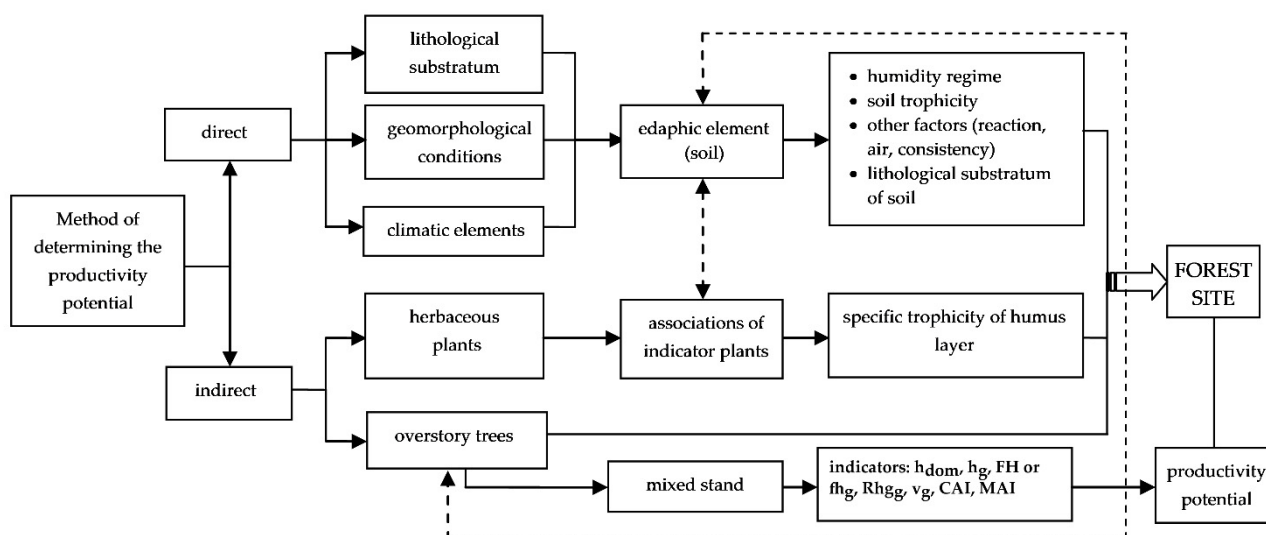 lithological
substratum
direct
geomorphological
conditions
climatic elements
edaphic element
(soil)
• humidity regime
• soil trophicity
• other factors (reaction,
air, consistency)
• lithological substratum
of soil
Method of
determining the
productivity
potential
FOREST
SITE
indirect
herbaceous
plants
associations of
indicator plants
specific trophicity of humus
layer
overstory trees
mixed stand
indicators: hdom, hg, FH or
fhg, Rhgg, vg, CAI, MAI
productivity
potential